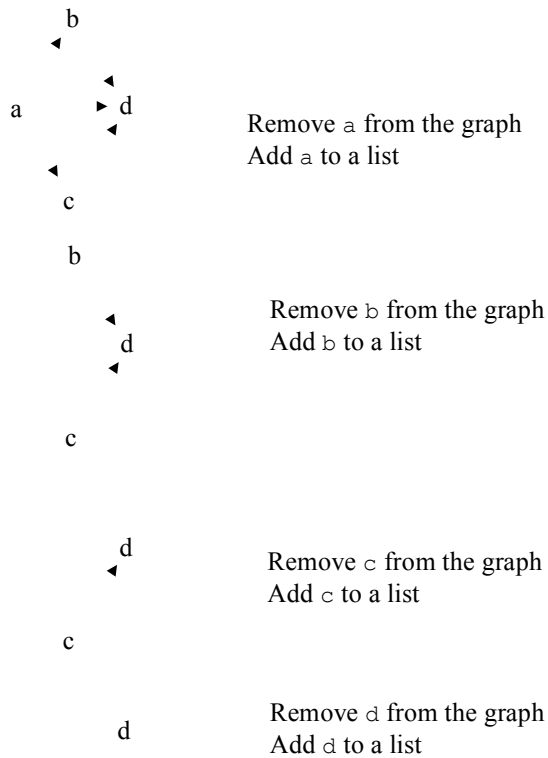 b
a
d
Remove a from the graph
Add a to a list
c
b
Remove b from the graph
Add b to a list
d
c
d
Remove c from the graph
Add c to a list
c
d
Remove d from the graph
Add d to a list